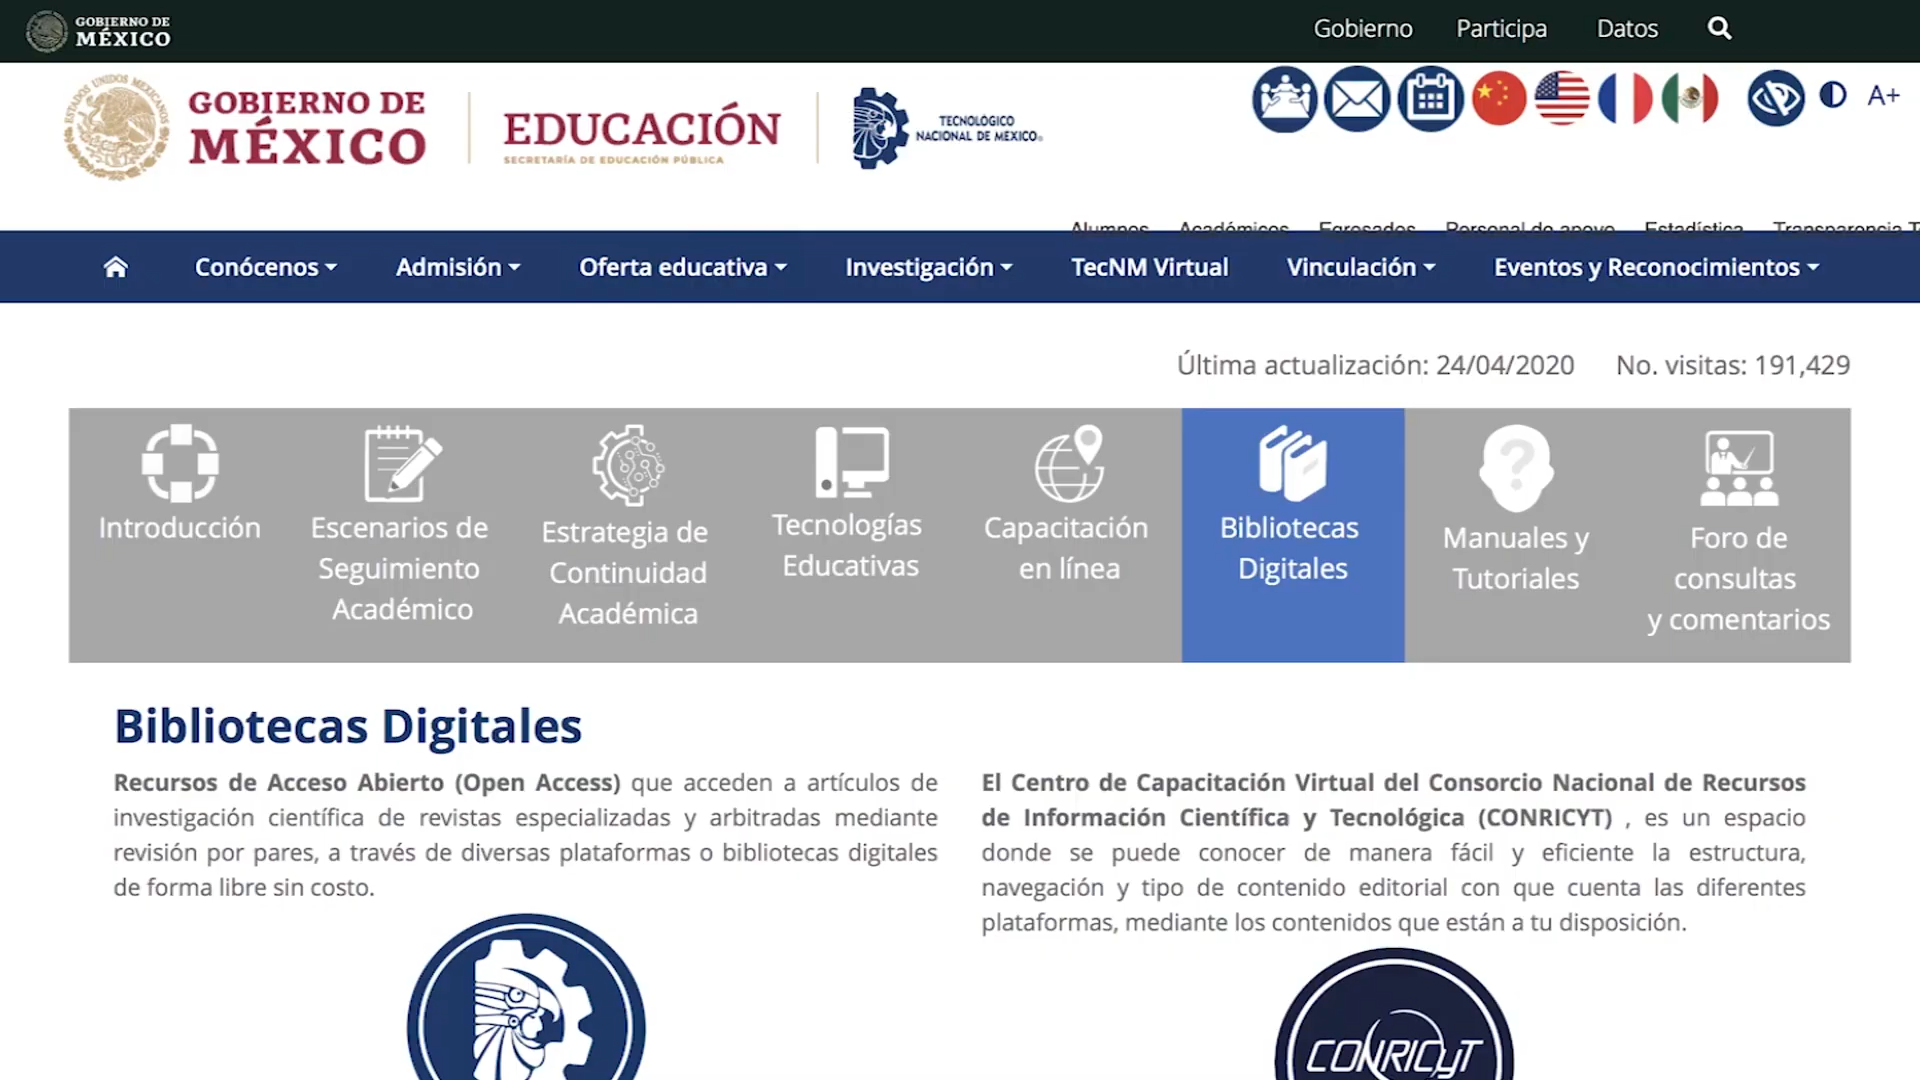 GOBIERNO DE
MÉXICO
Gobierno Participa Datos
GOBIERNO DE
MÉXICO
EDUCACIÓN
SECRETARÍA DE EDUCACIÓN PÚBLICA
TECNOLÓGICO
NACIONAL DE MÉXICO
A+
Alumnos Académicos Egresados Personal de apoyo Estadística Transparencia T
Conócenos Admisión Oferta educativa Investigación TecNM Virtual Vinculación Eventos y Reconocimientos
Última actualización: 24/04/2020 No. visitas: 191,429
Introducción
Escenarios de
Seguimiento
Académico
Estrategia de
Continuidad
Académica
Tecnologías
Educativas
Capacitación
en línea
Bibliotecas
Digitales
Manuales y
Tutoriales
Foro de
consultas
y comentarios
Bibliotecas Digitales
Recursos de Acceso Abierto (Open Access) que acceden a artículos de
investigación científica de revistas especializadas y arbitradas mediante
revisión por pares, a través de diversas plataformas o bibliotecas digitales
de forma libre sin costo.
El Centro de Capacitación Virtual del Consorcio Nacional de Recursos
de Información Científica y Tecnológica (CONRICYT) , es un espacio
donde se puede conocer de manera fácil y eficiente la estructura,
navegación y tipo de contenido editorial con que cuenta las diferentes
plataformas, mediante los contenidos que están a tu disposición.
CONRICyT